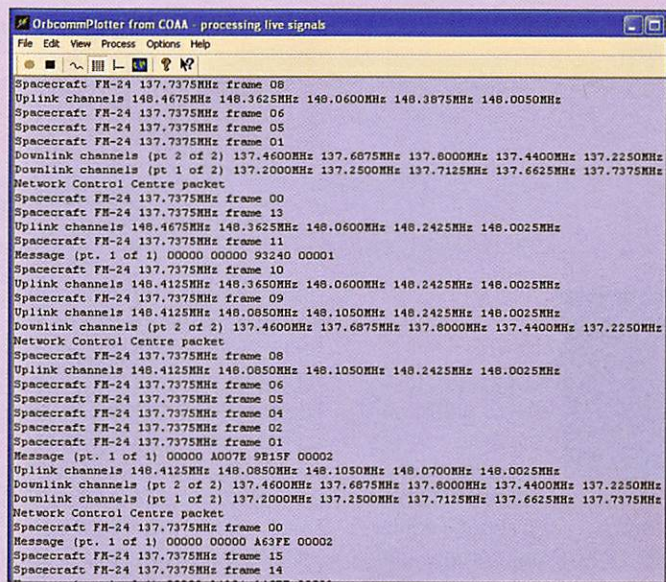 OrbcommPlotter from COAA - processing live signals
File Edit View Process Options Help
Spacecraft FM-24 137.7375MHz frame 08
Uplink channels 148.4675MHz 148.3625MHz 148.0600MHz 148.3875MHz 148.0050MHz
Spacecraft FM-24 137.7375MHz frame 06
Spacecraft FM-24 137.7375MHz frame 05
Spacecraft FM-24 137.7375MHz frame 01
Downlink channels (pt 2 of 2) 137.4600MHz 137.6875MHz 137.8000MHz 137.4400MHz 137.2250MHz
Downlink channels (pt 1 of 2) 137.2000MHz 137.2500MHz 137.7125MHz 137.6625MHz 137.7375MHz
Network Control Centre packet
Spacecraft FM-24 137.7375MHz frame 00
Spacecraft FM-24 137.7375MHz frame 13
Uplink channels 148.4675MHz 148.3625MHz 148.0600MHz 148.2425MHz 148.0025MHz
Spacecraft FM-24 137.7375MHz frame 11
Message (pt. 1 of 1) 00000 00000 93240 00001
Spacecraft FM-24 137.7375MHz frame 10
Uplink channels 148.4125MHz 148.3650MHz 148.0600MHz 148.2425MHz 148.0025MHz
Spacecraft FM-24 137.7375MHz frame 09
Uplink channels 148.4125MHz 148.0850MHz 148.1050MHz 148.2425MHz 148.0025MHz
Downlink channels (pt 2 of 2) 137.4600MHz 137.6875MHz 137.8000MHz 137.4400MHz 137.2250MHz
Network Control Centre packet
Spacecraft FM-24 137.7375MHz frame 08
Uplink channels 148.4125MHz 148.0850MHz 148.1050MHz 148.2425MHz 148.0025MHz
Spacecraft FM-24 137.7375MHz frame 06
Spacecraft FM-24 137.7375MHz frame 05
Spacecraft FM-24 137.7375MHz frame 04
Spacecraft FM-24 137.7375MHz frame 02
Spacecraft FM-24 137.7375MHz frame 01
Message (pt. 1 of 1) 00000 A007E 9B15F 00002
Uplink channels 148.4125MHz 148.0850MHz 148.1050MHz 148.0700MHz 148.0025MHz
Downlink channels (pt 2 of 2) 137.4600MHz 137.6875MHz 137.8000MHz 137.4400MHz 137.2250MHz
Downlink channels (pt 1 of 2) 137.2000MHz 137.2500MHz 137.7125MHz 137.6625MHz 137.7375MHz
Network Control Centre packet
Spacecraft FM-24 137.7375MHz frame 00
Message (pt. 1 of 1) 00000 00000 A63FE 00002
Spacecraft FM-24 137.7375MHz frame 15
Spacecraft FM-24 137.7375MHz frame 14